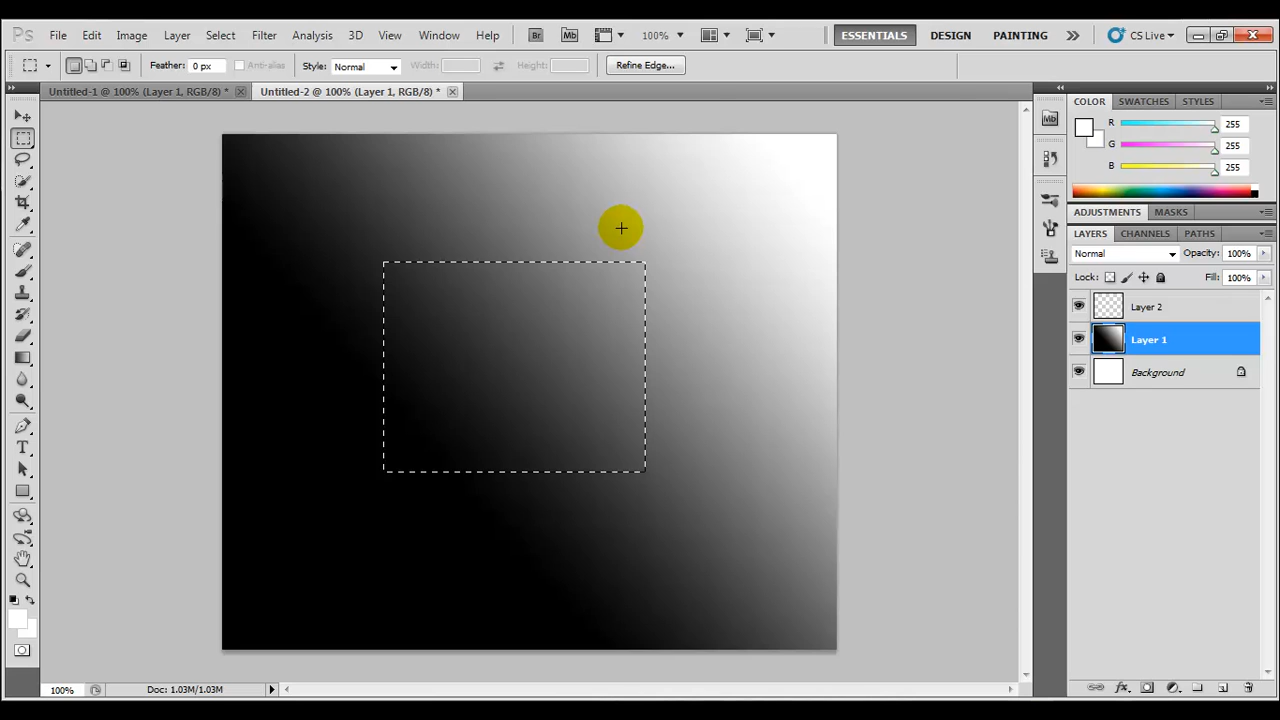 Ps File Edit Image Layer Select Filter Analysis 3D View Window Help Br Mb 100% ESSENTIALS DESIGN PAINTING CS Live
Feather: 0 px Anti-alias Style: Normal Width: Height: Refine Edge...
Untitled-1 @ 100% (Layer 1, RGB/8) * Untitled-2 @ 100% (Layer 1, RGB/8) *
COLOR SWATCHES STYLES
Mb
R 255
G 255
B 255
ADJUSTMENTS MASKS
LAYERS CHANNELS PATHS
Normal Opacity: 100%
Lock: Fill: 100%
Layer 2
Layer 1
Background
T
fx
100% Doc: 1.03M/1.03M